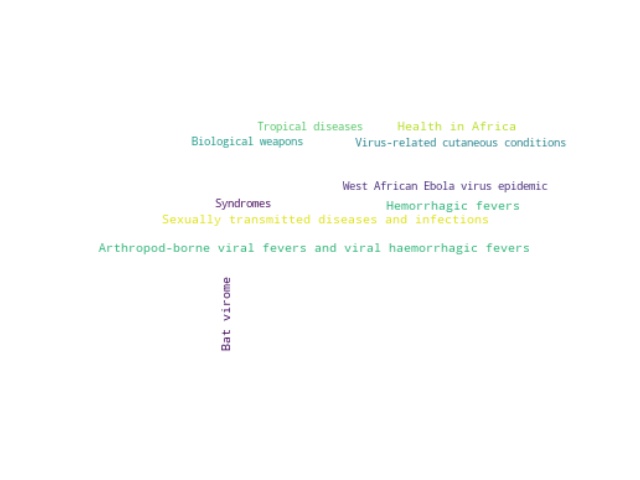 Tropical diseases
Health in Africa
Biological weapons
Virus-related cutaneous conditions
West African Ebola virus epidemic
Syndromes
Hemorrhagic fevers
Sexually transmitted diseases and infections
Arthropod-borne viral fevers and viral haemorrhagic fevers
Bat virome